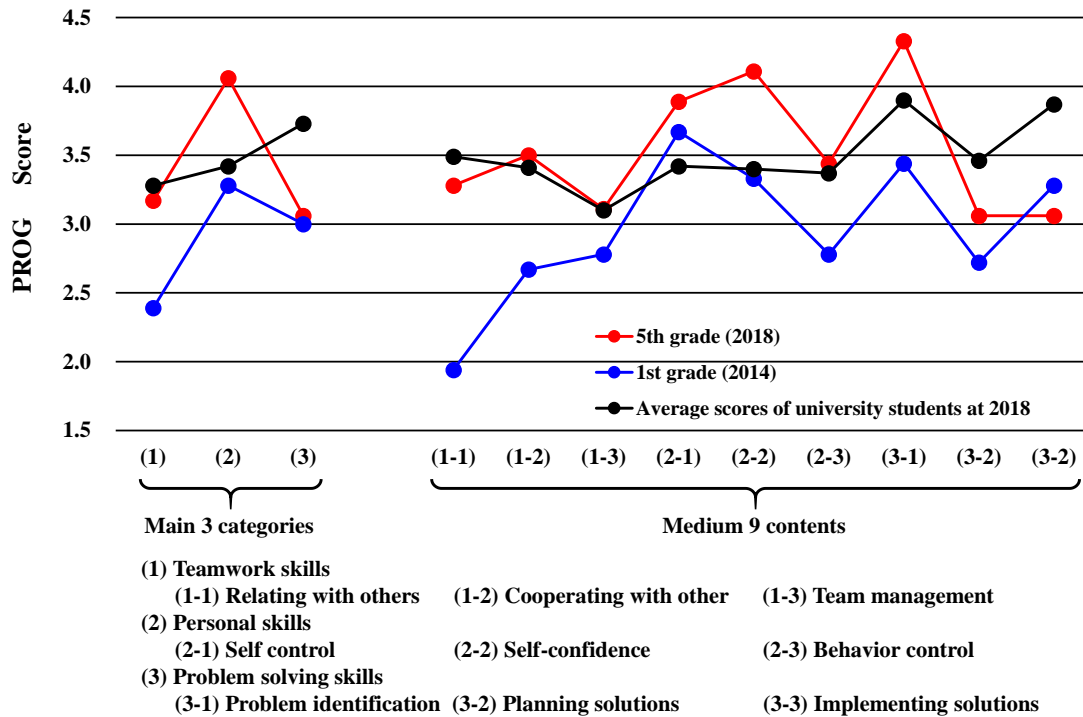 4.5
4.0
3.5
3.0
2.5
2.0
1.5
PROG Score
5th grade (2018)
1st grade (2014)
Average scores of university students at 2018
(1) (2) (3) (1-1) (1-2) (1-3) (2-1) (2-2) (2-3) (3-1) (3-2) (3-2)
Main 3 categories Medium 9 contents
(1) Teamwork skills
(1-1) Relating with others (1-2) Cooperating with other (1-3) Team management
(2) Personal skills
(2-1) Self control (2-2) Self-confidence (2-3) Behavior control
(3) Problem solving skills
(3-1) Problem identification (3-2) Planning solutions (3-3) Implementing solutions